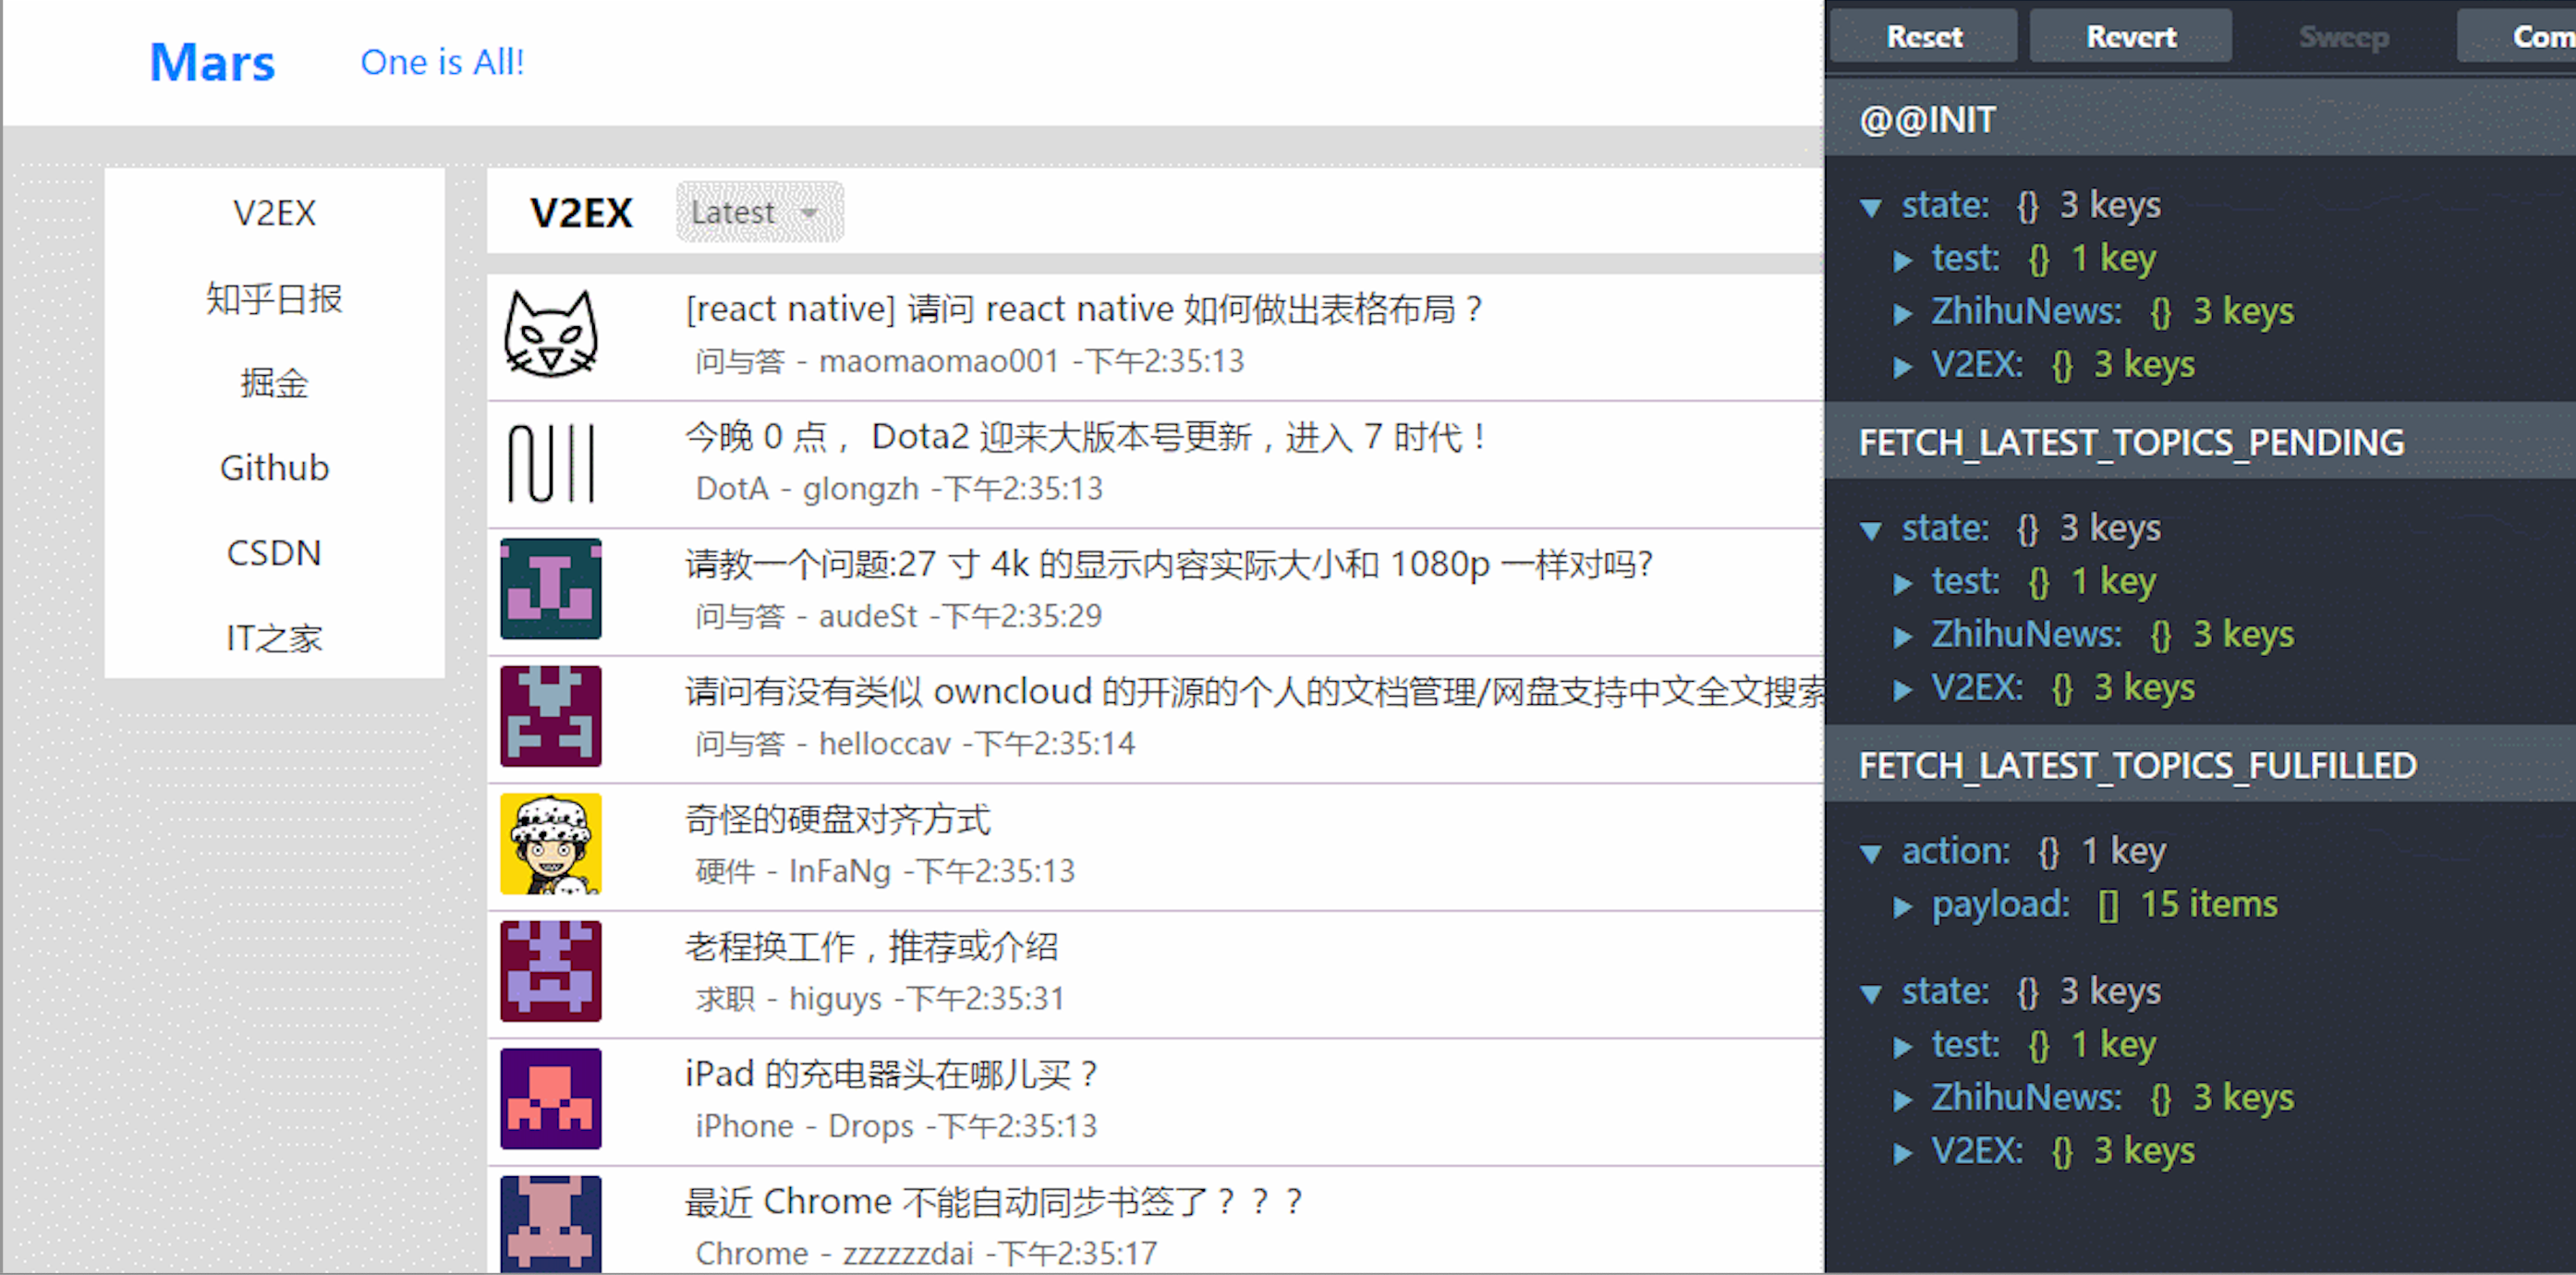 Mars One is All!
V2EX
知乎日报
掘金
Github
CSDN
IT之家
V2EX Latest
[react native] 请问 react native 如何做出表格布局？
问与答 - maomaomao001 -下午2:35:13
今晚 0 点， Dota2 迎来大版本号更新，进入 7 时代！
DotA - glongzh -下午2:35:13
请教一个问题:27 寸 4k 的显示内容实际大小和 1080p 一样对吗?
问与答 - audeSt -下午2:35:29
请问有没有类似 owncloud 的开源的个人的文档管理/网盘支持中文全文搜索
问与答 - helloccav -下午2:35:14
奇怪的硬盘对齐方式
硬件 - InFaNg -下午2:35:13
老程换工作，推荐或介绍
求职 - higuys -下午2:35:31
iPad 的充电器头在哪儿买？
iPhone - Drops -下午2:35:13
最近 Chrome 不能自动同步书签了？？？
Chrome - zzzzzzdai -下午2:35:17
Reset Revert Sweep Com
@@INIT
state: {} 3 keys
test: {} 1 key
ZhihuNews: {} 3 keys
V2EX: {} 3 keys
FETCH_LATEST_TOPICS_PENDING
state: {} 3 keys
test: {} 1 key
ZhihuNews: {} 3 keys
V2EX: {} 3 keys
FETCH_LATEST_TOPICS_FULFILLED
action: {} 1 key
payload: [] 15 items
state: {} 3 keys
test: {} 1 key
ZhihuNews: {} 3 keys
V2EX: {} 3 keys